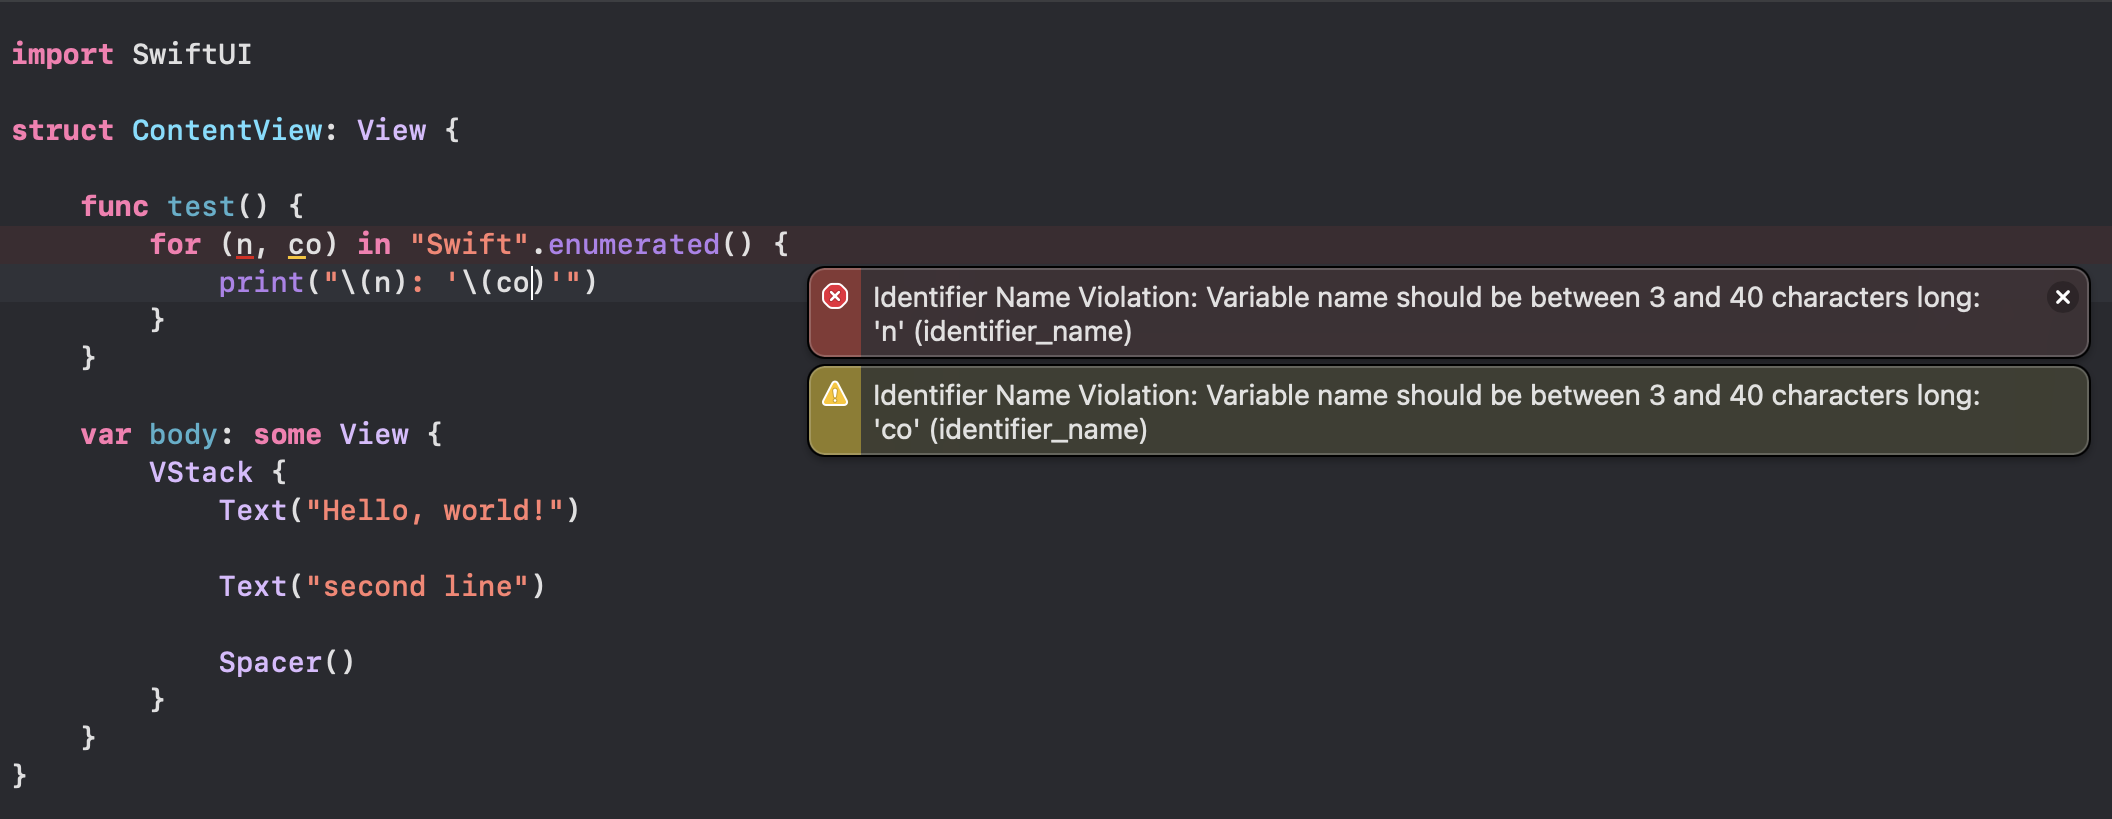 import SwiftUI
struct ContentView: View {
func test() {
for (n, co) in "Swift".enumerated() {
print("\(n): '\(co)'")
}
}
var body: some View {
VStack {
Text("Hello, world!")
Text("second line")
Spacer()
}
}
}
Identifier Name Violation: Variable name should be between 3 and 40 characters long:
'n' (identifier_name)
Identifier Name Violation: Variable name should be between 3 and 40 characters long:
'co' (identifier_name)